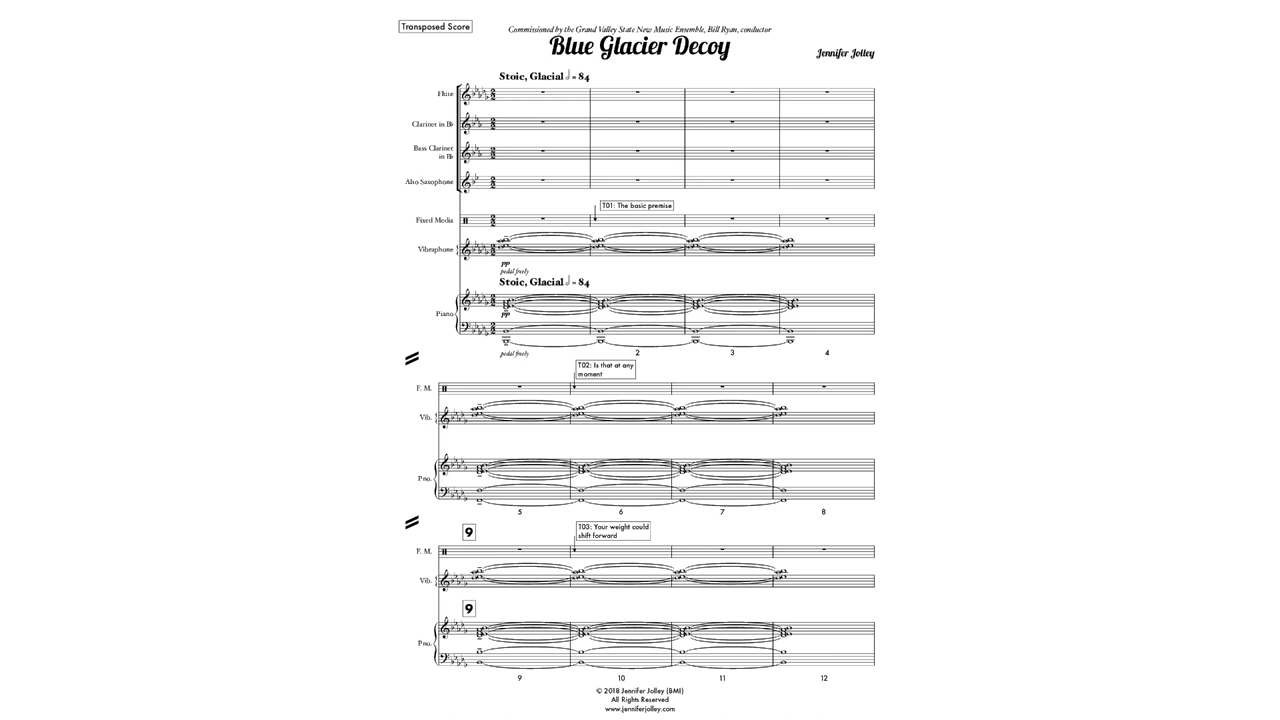 Transposed Score
Commissioned by the Grand Valley State New Music Ensemble, Bill Ryan, conductor
Blue Glacier Decoy
Jennifer Jolley
Stoic, Glacial 𝅗𝅥 = 84
Flute
Clarinet in B♭
Bass Clarinet
in B♭
Alto Saxophone
T01: The basic premise
Fixed Media
Vibraphone
pp
pedal freely
Stoic, Glacial 𝅗𝅥 = 84
Piano
pp
pedal freely
2 3 4
T02: Is that at any
moment
F. M.
Vib.
Pno.
5 6 7 8
9
T03: Your weight could
shift forward
F. M.
Vib.
9
Pno.
9 10 11 12
© 2018 Jennifer Jolley (BMI)
All Rights Reserved
www.jenniferjolley.com